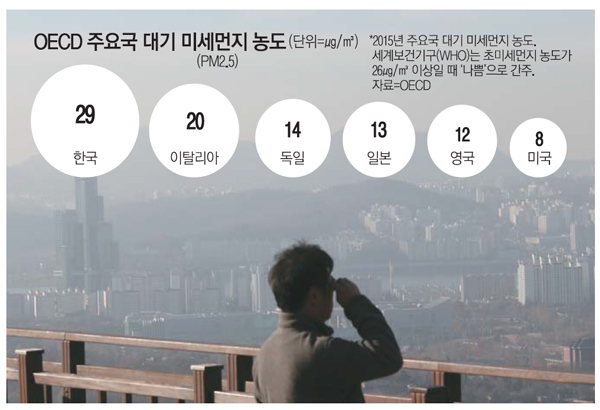 OECD 주요국 대기 미세먼지 농도 (단위=㎍/㎥)
(PM2.5)
*2015년 주요국 대기 미세먼지 농도.
세계보건기구(WHO)는 초미세먼지 농도가
26㎍/㎥ 이상일 때 '나쁨'으로 간주.
자료=OECD
29
한국
20
이탈리아
14
독일
13
일본
12
영국
8
미국